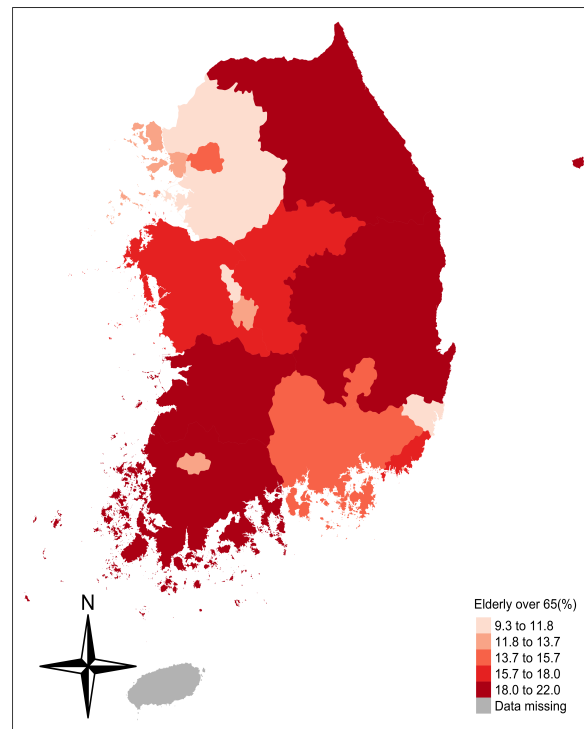 N
Elderly over 65(%)
9.3 to 11.8
11.8 to 13.7
13.7 to 15.7
15.7 to 18.0
18.0 to 22.0
Data missing